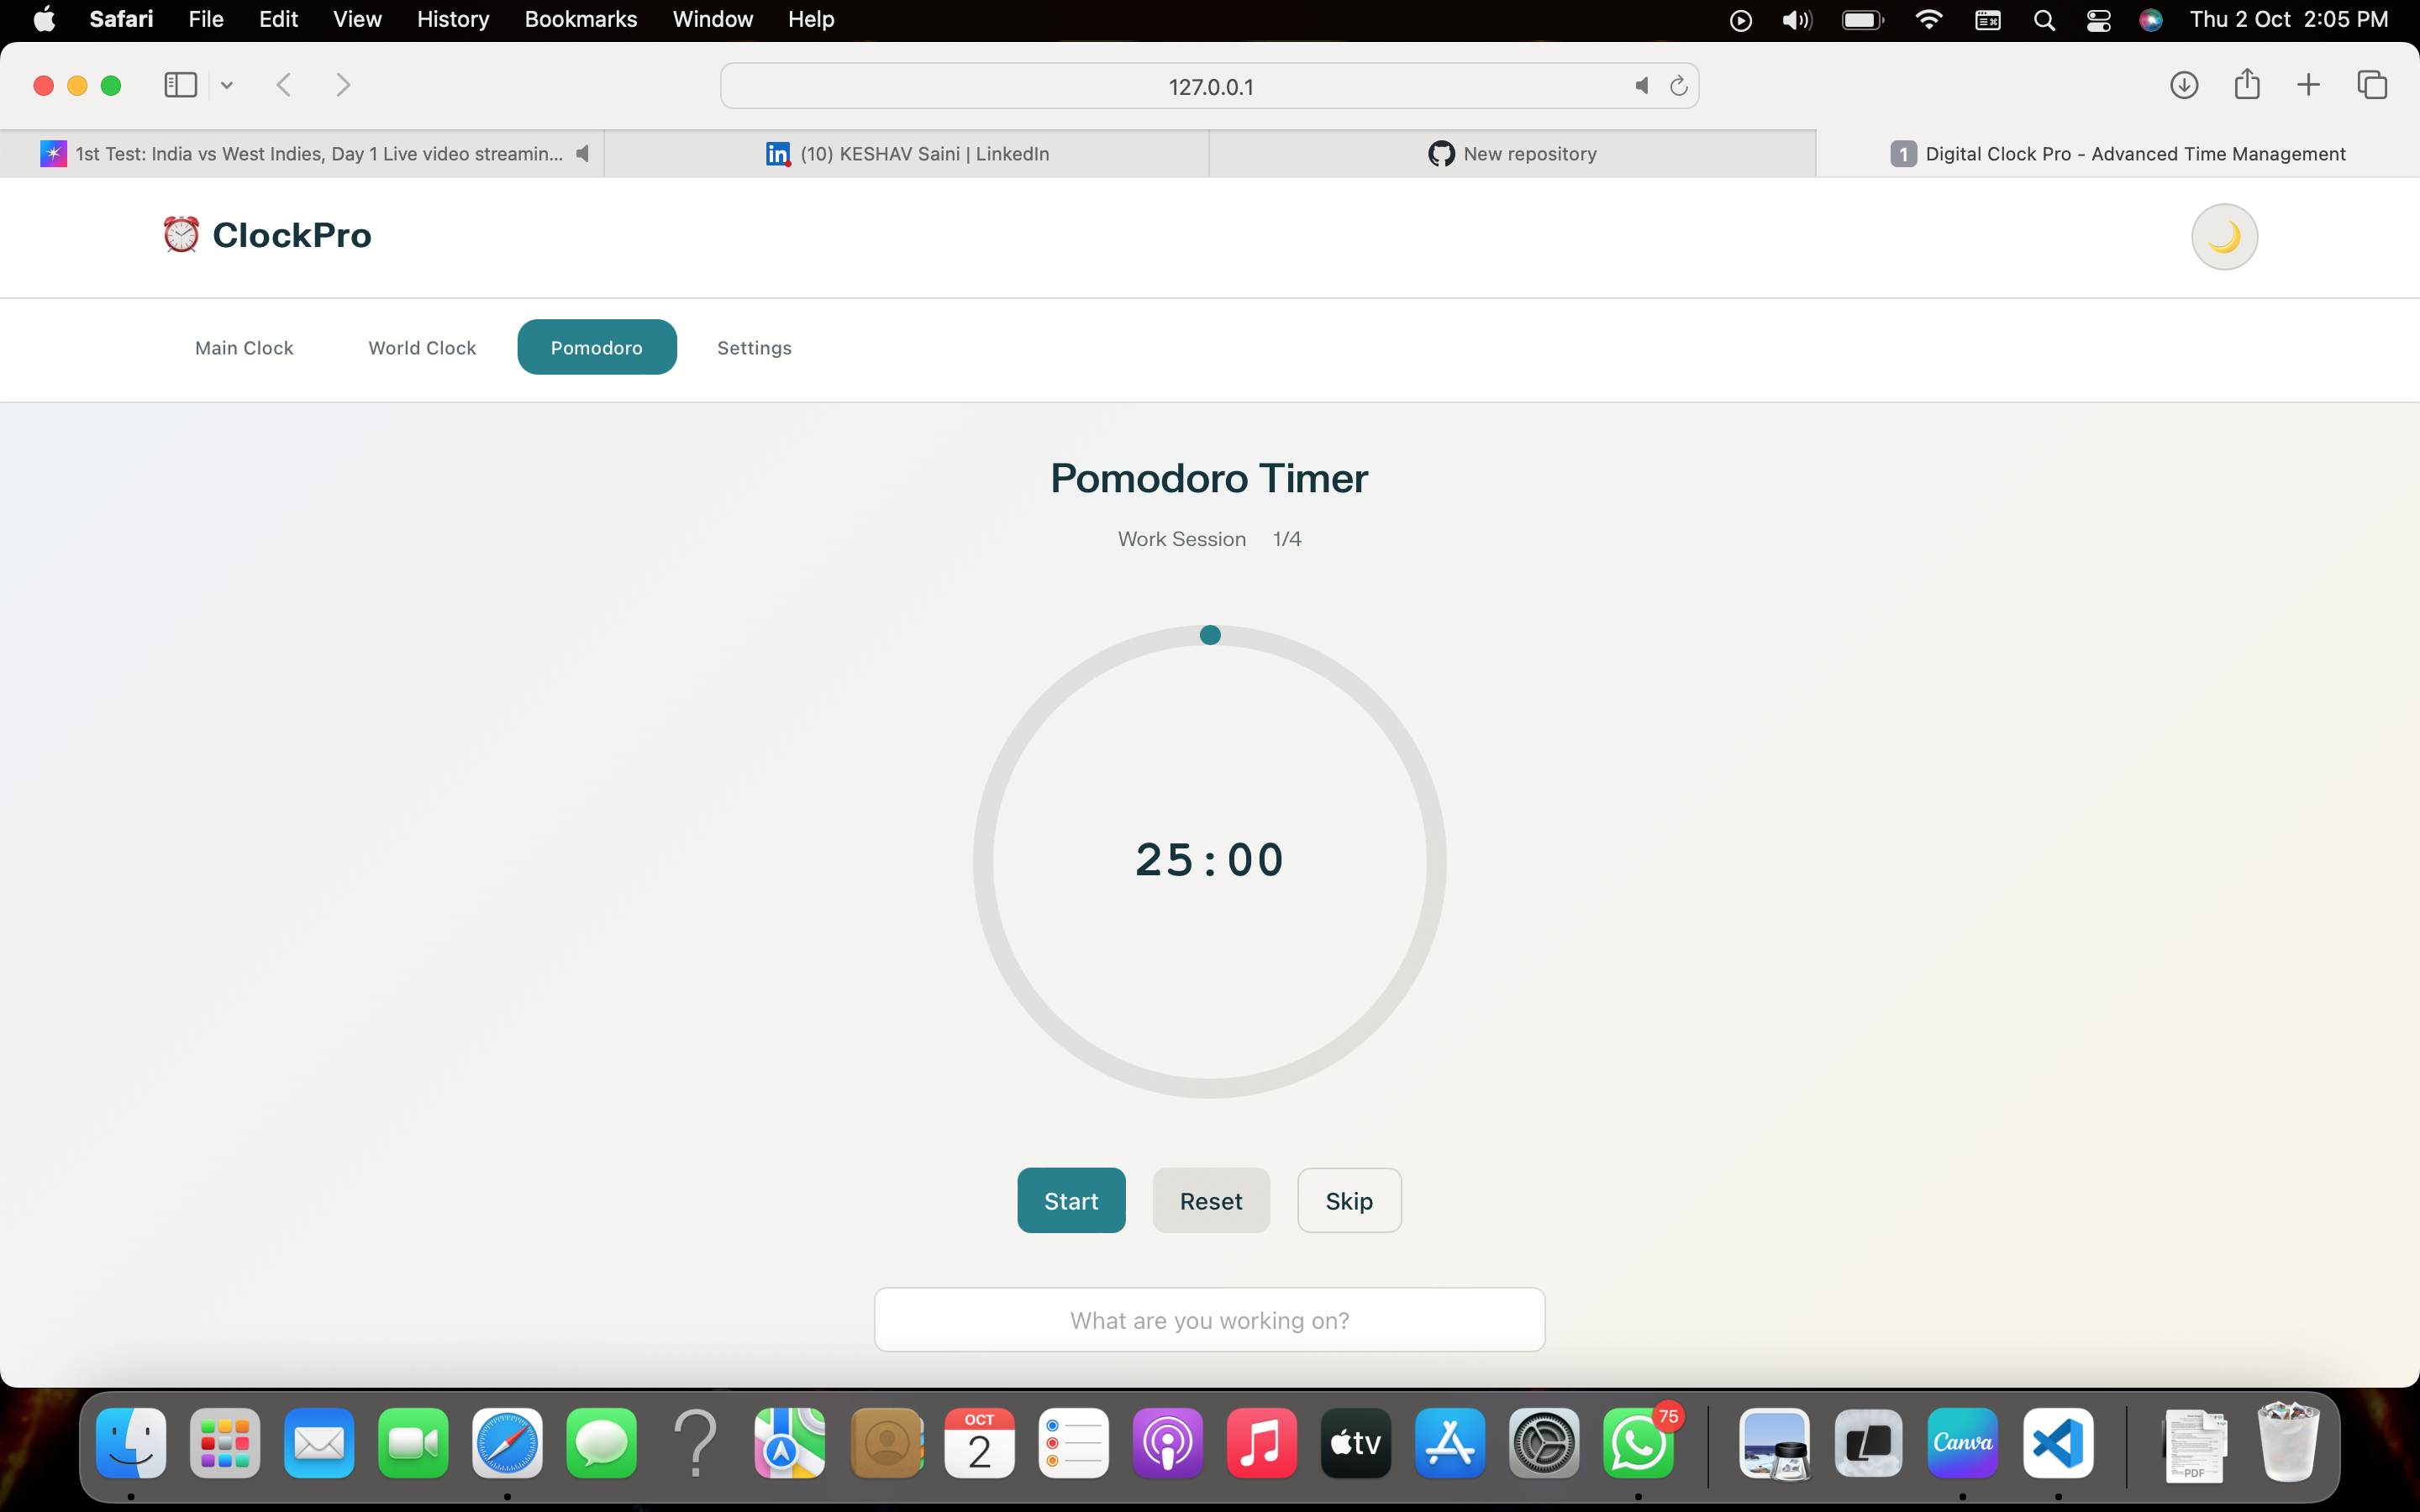 Safari File Edit View History Bookmarks Window Help Thu 2 Oct 2:05 PM
127.0.0.1
1st Test: India vs West Indies, Day 1 Live video streamin... in (10) KESHAV Saini | LinkedIn New repository 1 Digital Clock Pro - Advanced Time Management
ClockPro
Main Clock World Clock Pomodoro Settings
Pomodoro Timer
Work Session 1/4
25:00
Start Reset Skip
What are you working on?
OCT
2
tv
75
Canva
PDF